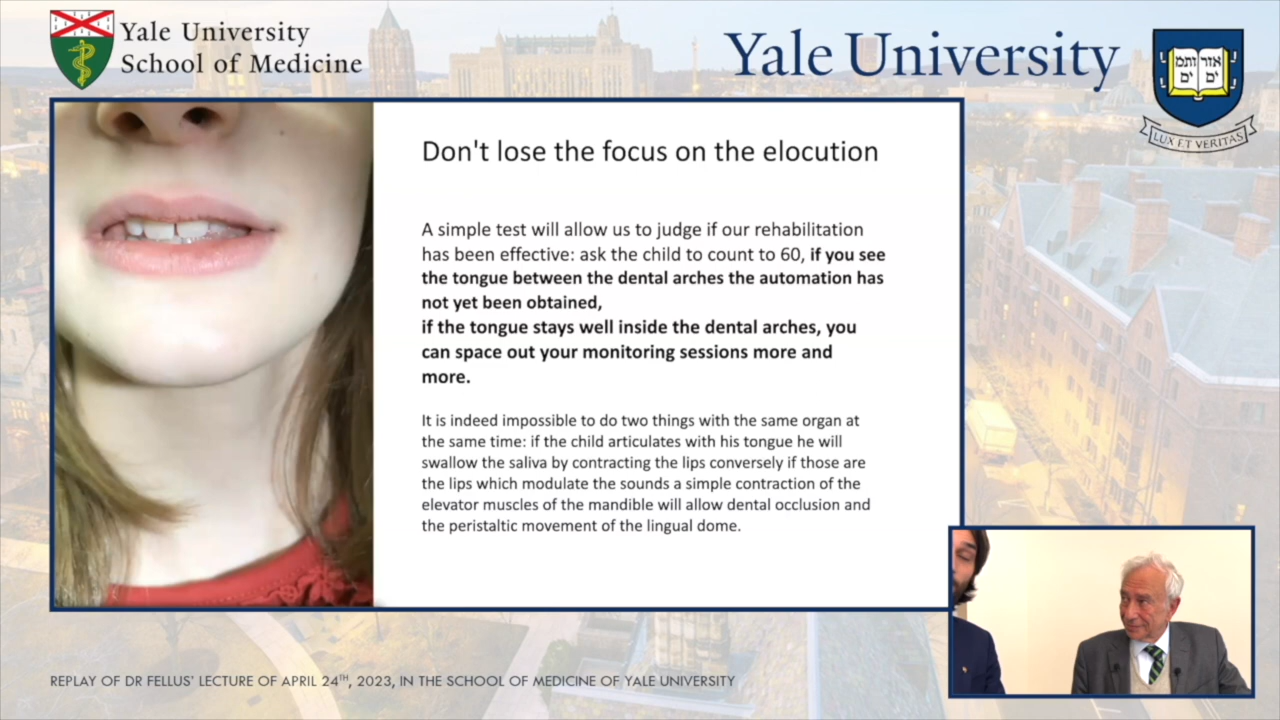 Yale University
School of Medicine
Yale University
אורים
ותמים
LUX ET VERITAS
Don't lose the focus on the elocution
A simple test will allow us to judge if our rehabilitation
has been effective: ask the child to count to 60, if you see
the tongue between the dental arches the automation has
not yet been obtained,
if the tongue stays well inside the dental arches, you
can space out your monitoring sessions more and
more.
It is indeed impossible to do two things with the same organ at
the same time: if the child articulates with his tongue he will
swallow the saliva by contracting the lips conversely if those are
the lips which modulate the sounds a simple contraction of the
elevator muscles of the mandible will allow dental occlusion and
the peristaltic movement of the lingual dome.
REPLAY OF DR FELLUS' LECTURE OF APRIL 24TH, 2023, IN THE SCHOOL OF MEDICINE OF YALE UNIVERSITY